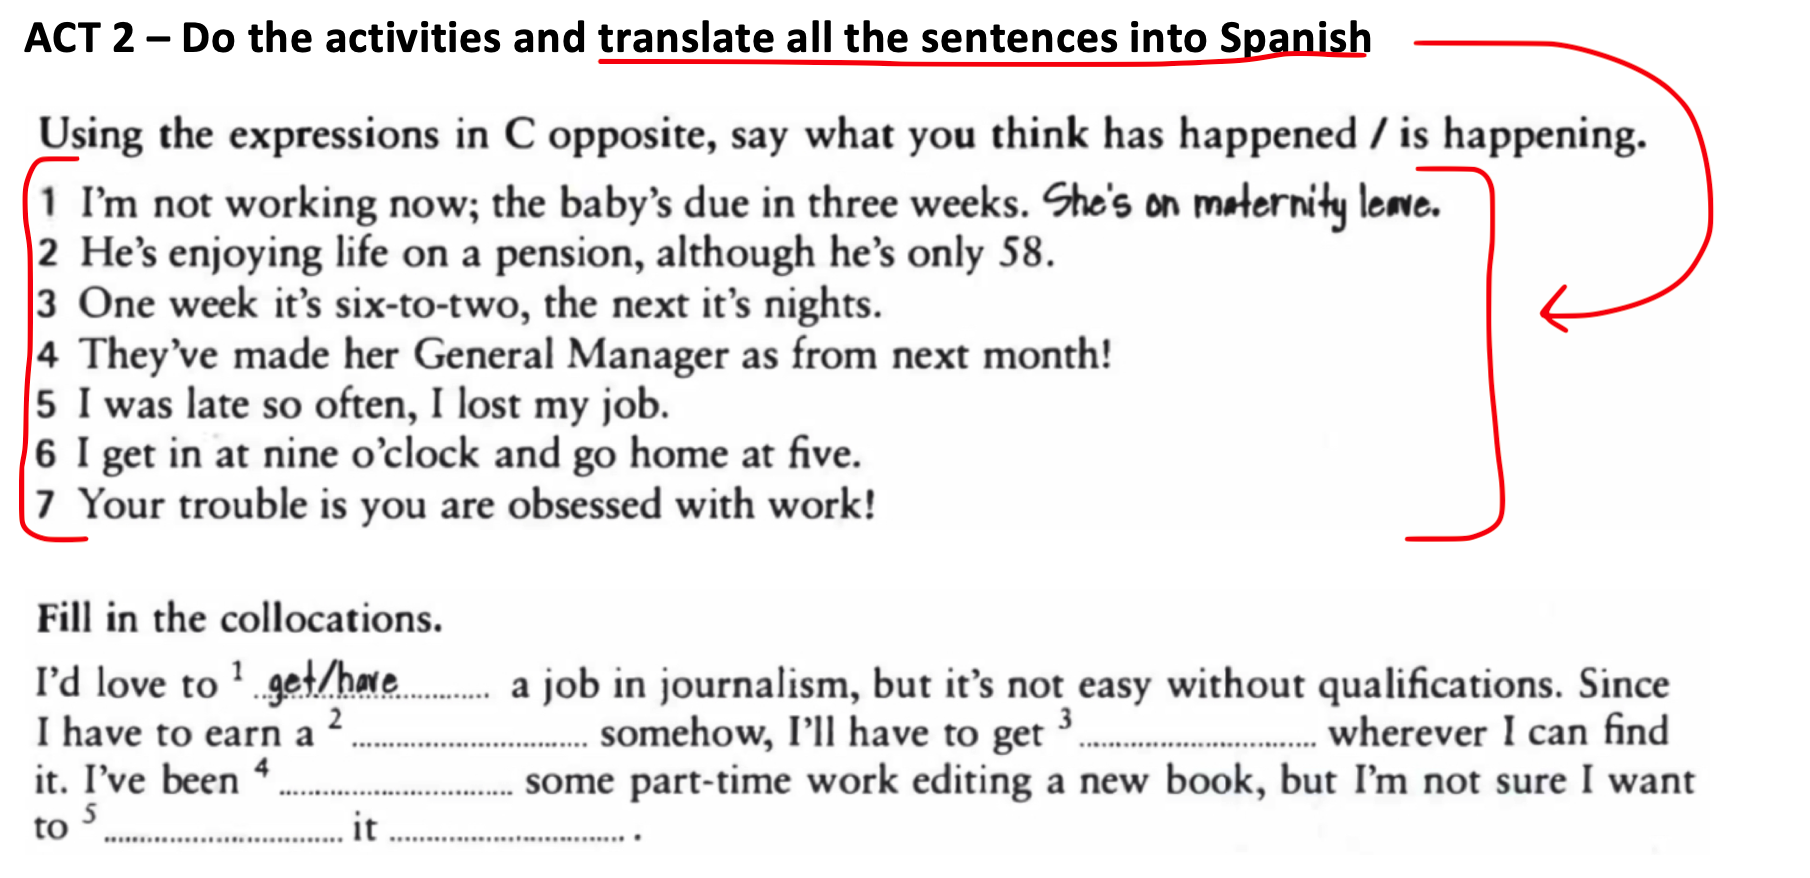 ACT 2 – Do the activities and translate all the sentences into Spanish
Using the expressions in C opposite, say what you think has happened / is happening.
1 I'm not working now; the baby's due in three weeks. She's on maternity leave.
2 He's enjoying life on a pension, although he's only 58.
3 One week it's six-to-two, the next it's nights.
4 They've made her General Manager as from next month!
5 I was late so often, I lost my job.
6 I get in at nine o'clock and go home at five.
7 Your trouble is you are obsessed with work!
Fill in the collocations.
I'd love to 1 ..get/have........... a job in journalism, but it's not easy without qualifications. Since
I have to earn a 2 .............................. somehow, I'll have to get 3 .............................. wherever I can find
it. I've been 4 .............................. some part-time work editing a new book, but I'm not sure I want
to 5 .............................. it .............................. .